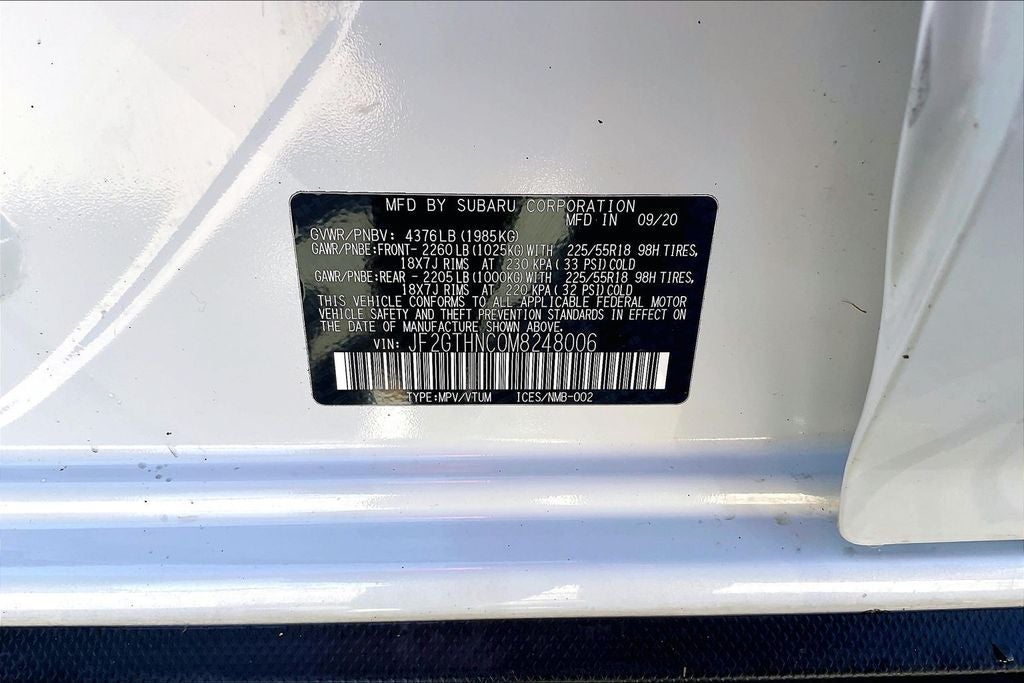 MFD BY SUBARU CORPORATION
MFD IN 09/20
GVWR/PNBV: 4376LB(1985KG)
GAWR/PNBE:FRONT- 2260LB(1025KG)WITH 225/55R18 98H TIRES,
18X7J RIMS AT 230 KPA(33 PSI)COLD
GAWR/PNBE:REAR - 2205LB(1000KG)WITH 225/55R18 98H TIRES,
18X7J RIMS AT 220 KPA(32 PSI)COLD
THIS VEHICLE CONFORMS TO ALL APPLICABLE FEDERAL MOTOR
VEHICLE SAFETY AND THEFT PREVENTION STANDARDS IN EFFECT ON
THE DATE OF MANUFACTURE SHOWN ABOVE.
VIN: JF2GTHNC0M8248006
TYPE:MPV/VTUM ICES/NMB-002